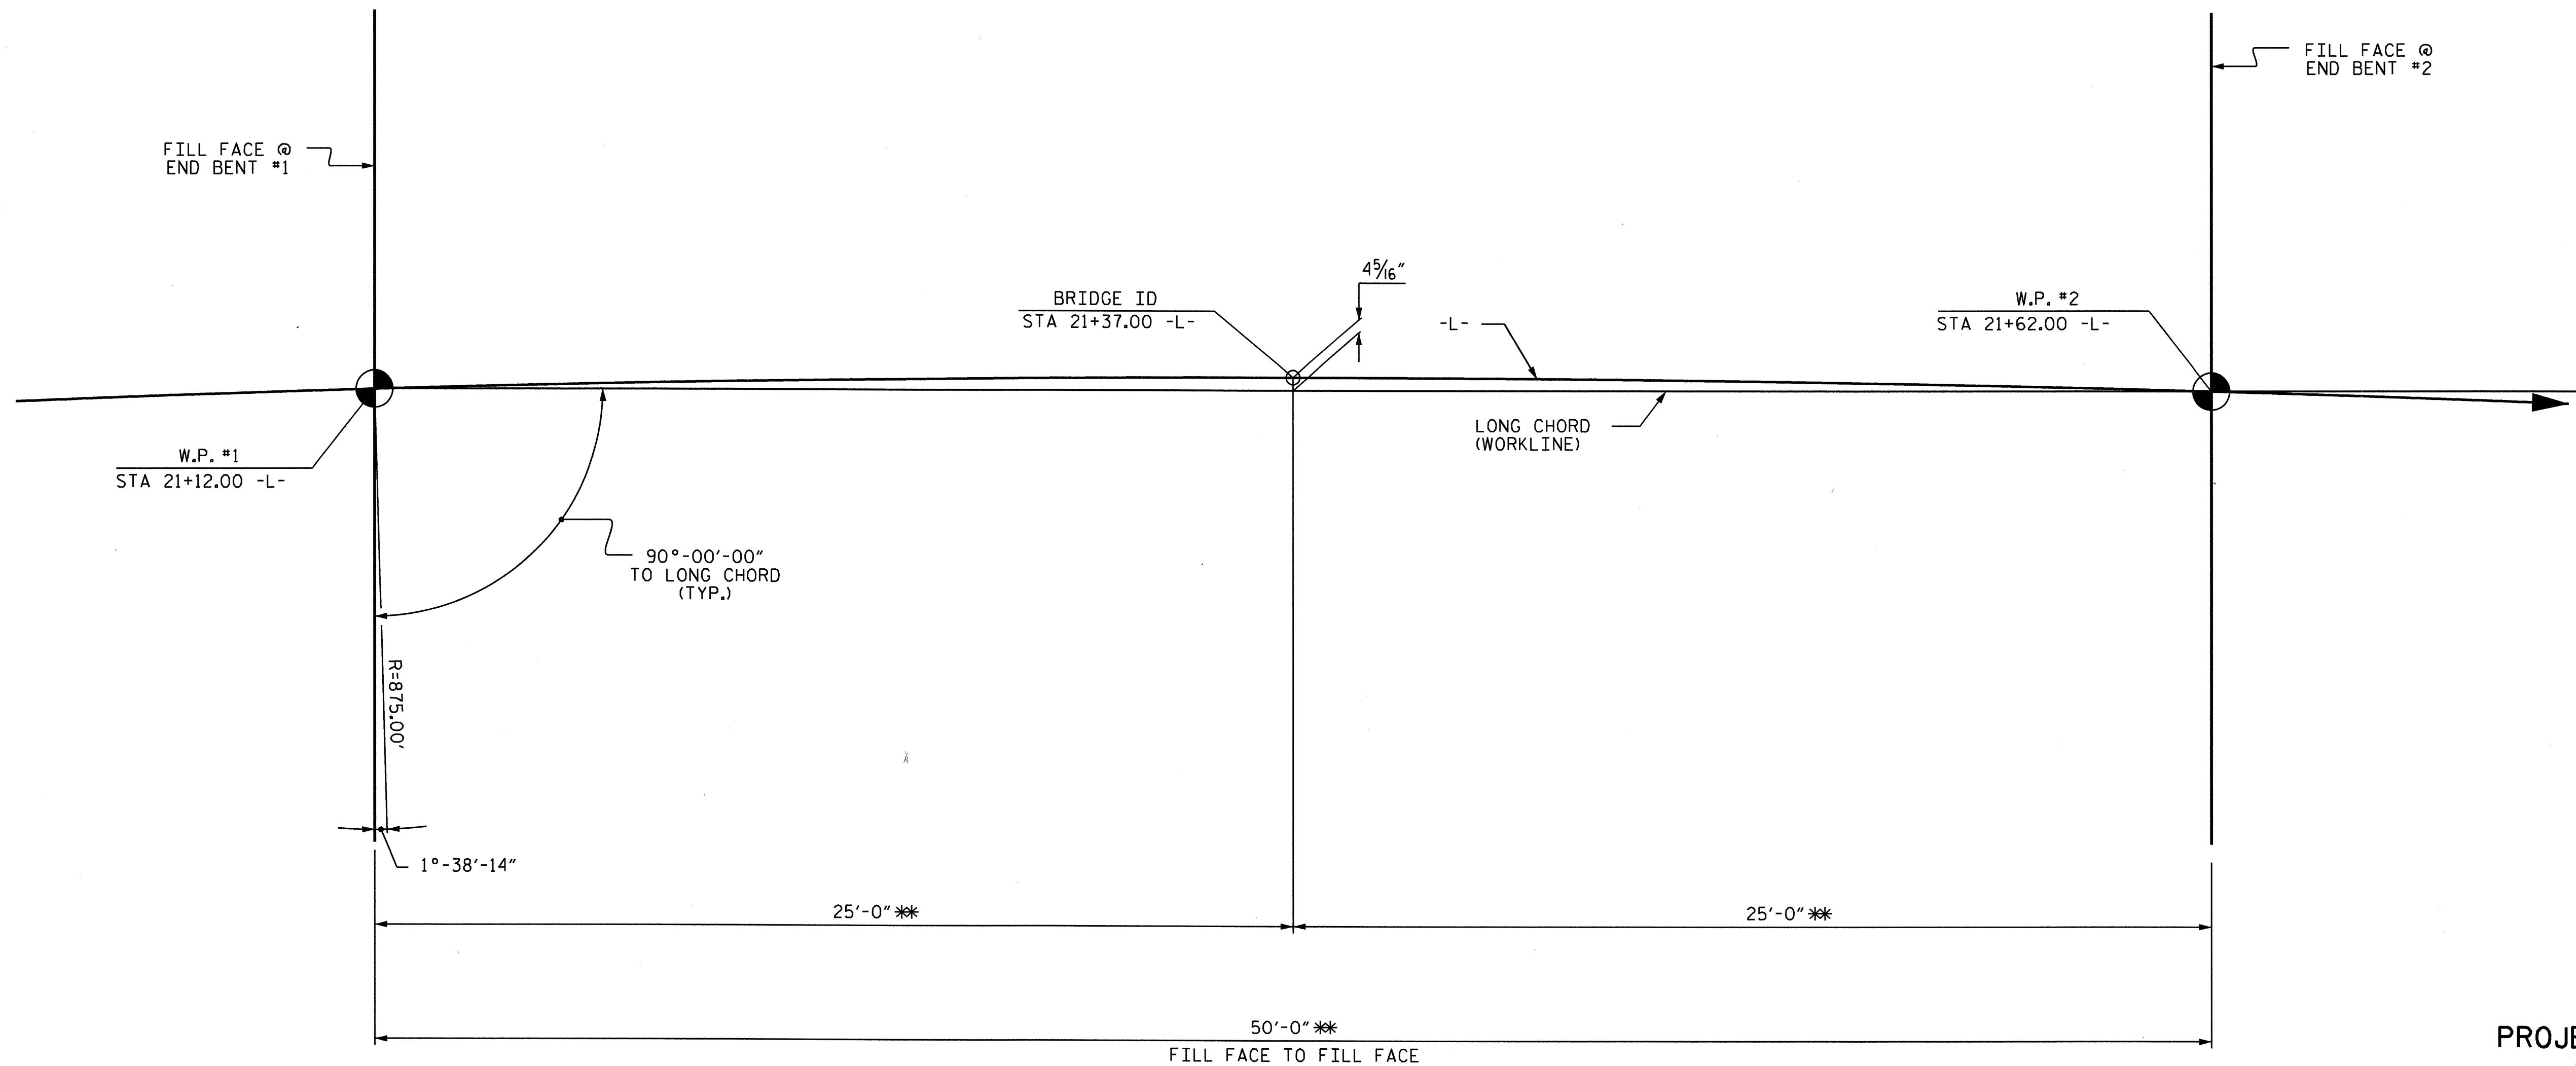 FILL FACE @
END BENT #2
FILL FACE @
END BENT #1
4 5/16"
BRIDGE ID
STA 21+37.00 -L-
-L-
W.P. #2
STA 21+62.00 -L-
LONG CHORD
(WORKLINE)
W.P. #1
STA 21+12.00 -L-
90°-00'-00"
TO LONG CHORD
(TYP.)
R=875.00'
1°-38'-14"
25'-0" **
25'-0" **
50'-0" **
FILL FACE TO FILL FACE